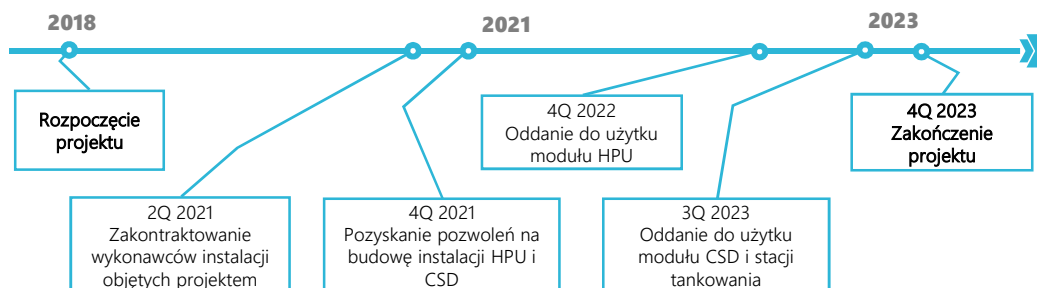 2018
2021
2023
Rozpoczęcie
projektu
2Q 2021
Zakontraktowanie
wykonawców instalacji
objętych projektem
4Q 2021
Pozyskanie pozwoleń na
budowę instalacji HPU i
CSD
4Q 2022
Oddanie do użytku
modułu HPU
3Q 2023
Oddanie do użytku
modułu CSD i stacji
tankowania
4Q 2023
Zakończenie
projektu